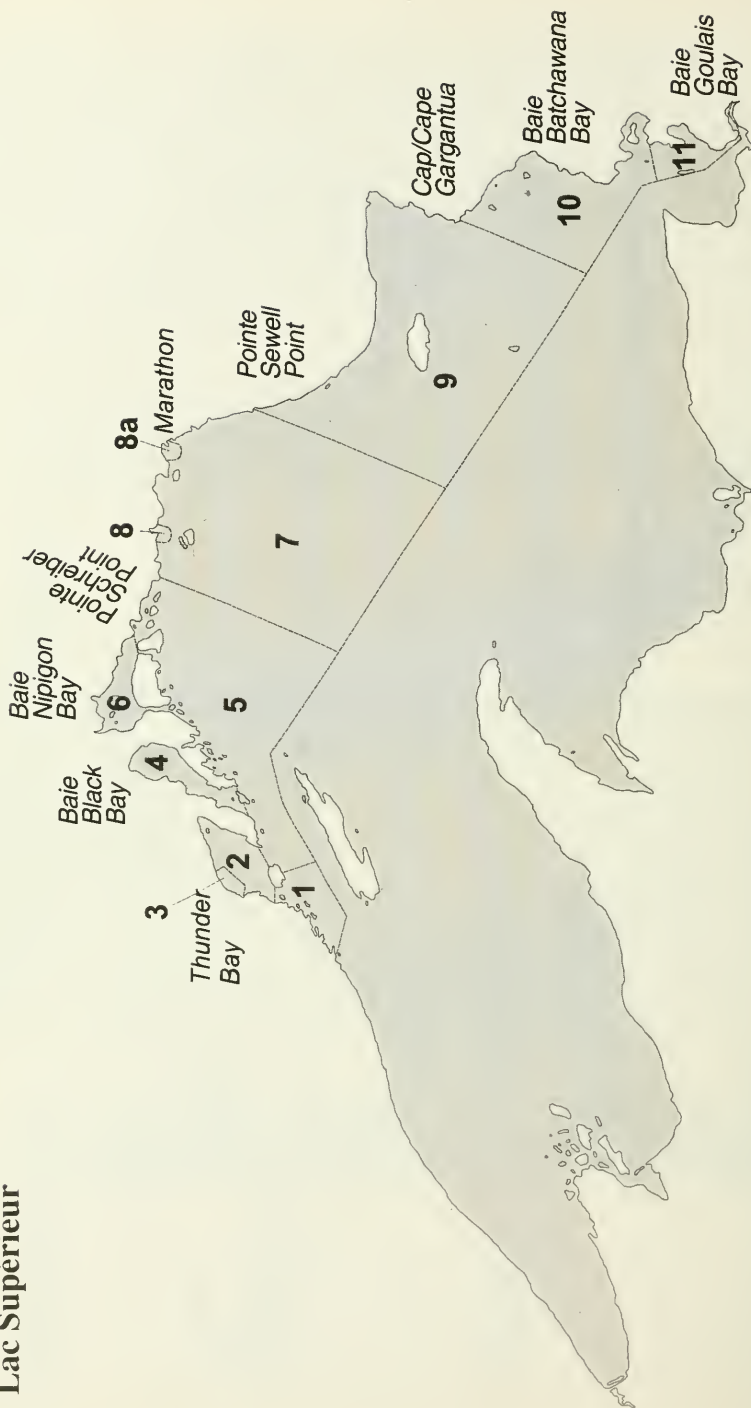 Lac Supérieur
Baie
Nipigon
Bay
Baie
Black
Bay
Thunder
Bay
Pointe
Schreiber
Point
Marathon
Pointe
Sewell
Point
Cap/Cape
Gargantua
Baie
Batchawana
Bay
Baie
Goulais
Bay
1
2
3
4
5
6
7
8
8a
9
10
11